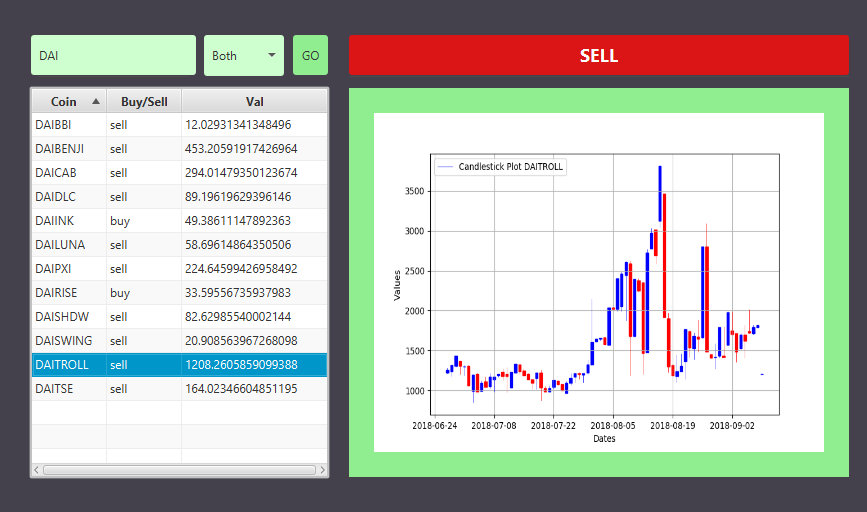 DAI Both GO SELL
Coin Buy/Sell Val
DAIBBI sell 12.02931341348496
DAIBENJI sell 453.20591917426964
DAICAB sell 294.01479350123674
DAIDLC sell 89.19619629396146
DAIINK buy 49.38611147892363
DAILUNA sell 58.69614864350506
DAIPXI sell 224.64599426958492
DAIRISE buy 33.59556735937983
DAISHDW sell 82.62985540002144
DAISWING sell 20.908563967268098
DAITROLL sell 1208.2605859099388
DAITSE sell 164.02346604851195
Candlestick Plot DAITROLL
Values
3500
3000
2500
2000
1500
1000
2018-06-24 2018-07-08 2018-07-22 2018-08-05 2018-08-19 2018-09-02
Dates